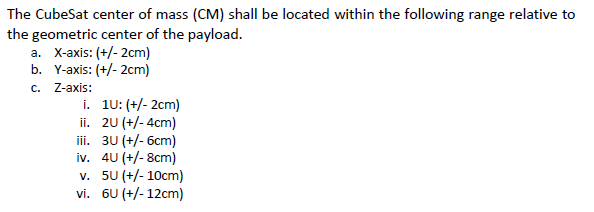 The CubeSat center of mass (CM) shall be located within the following range relative to
the geometric center of the payload.
a. X-axis: (+/- 2cm)
b. Y-axis: (+/- 2cm)
c. Z-axis:
i. 1U: (+/- 2cm)
ii. 2U (+/- 4cm)
iii. 3U (+/- 6cm)
iv. 4U (+/- 8cm)
v. 5U (+/- 10cm)
vi. 6U (+/- 12cm)